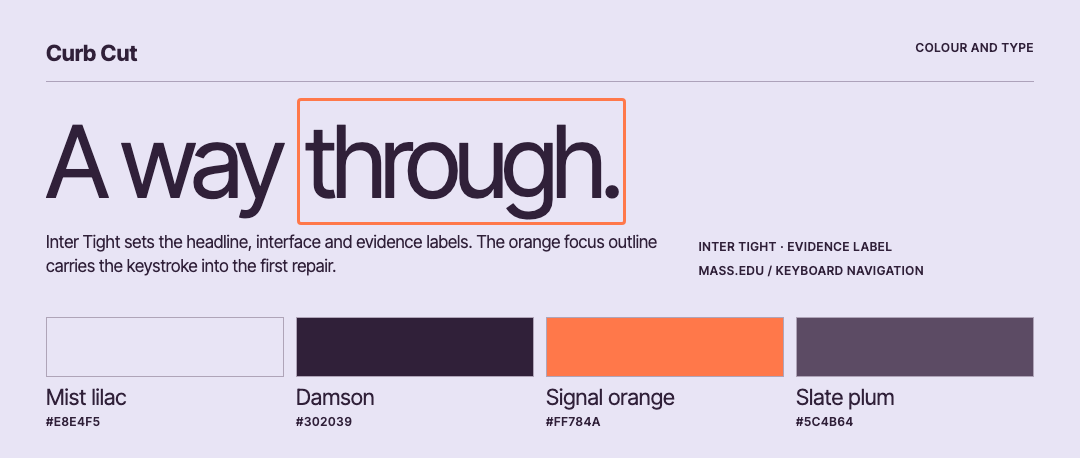 Curb Cut
COLOUR AND TYPE
A way through.
Inter Tight sets the headline, interface and evidence labels. The orange focus outline
carries the keystroke into the first repair.
INTER TIGHT · EVIDENCE LABEL
MASS.EDU / KEYBOARD NAVIGATION
Mist lilac
#E8E4F5
Damson
#302039
Signal orange
#FF784A
Slate plum
#5C4B64